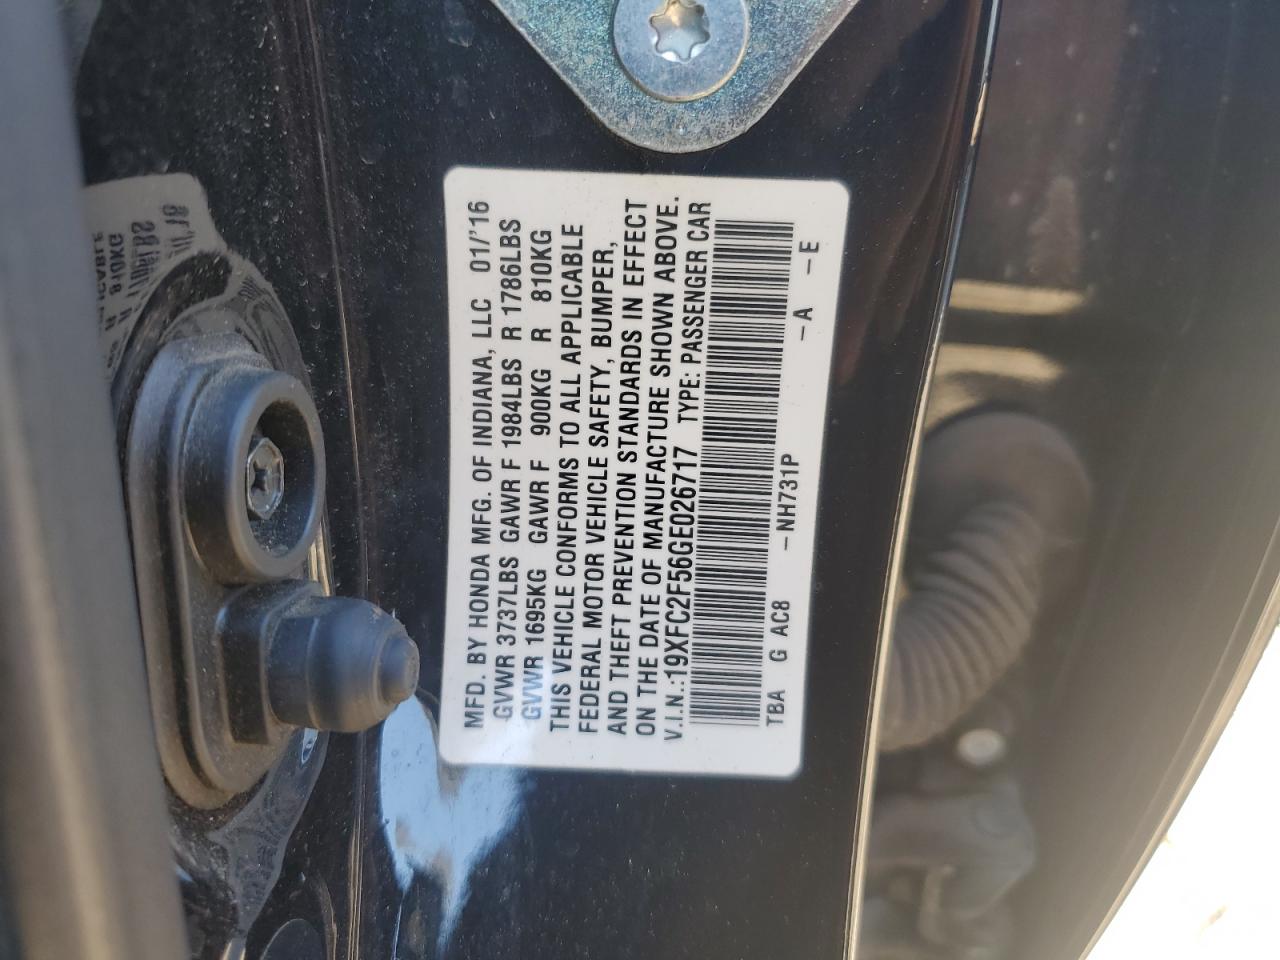 MFD. BY HONDA MFG. OF INDIANA, LLC 01/'16
GVWR 3737LBS GAWR F 1984LBS R 1786LBS
GVWR 1695KG GAWR F 900KG R 810KG
THIS VEHICLE CONFORMS TO ALL APPLICABLE
FEDERAL MOTOR VEHICLE SAFETY, BUMPER,
AND THEFT PREVENTION STANDARDS IN EFFECT
ON THE DATE OF MANUFACTURE SHOWN ABOVE.
V.I.N.:19XFC2F56GE026717 TYPE: PASSENGER CAR
TBA G AC8 -NH731P -A -E
810KG